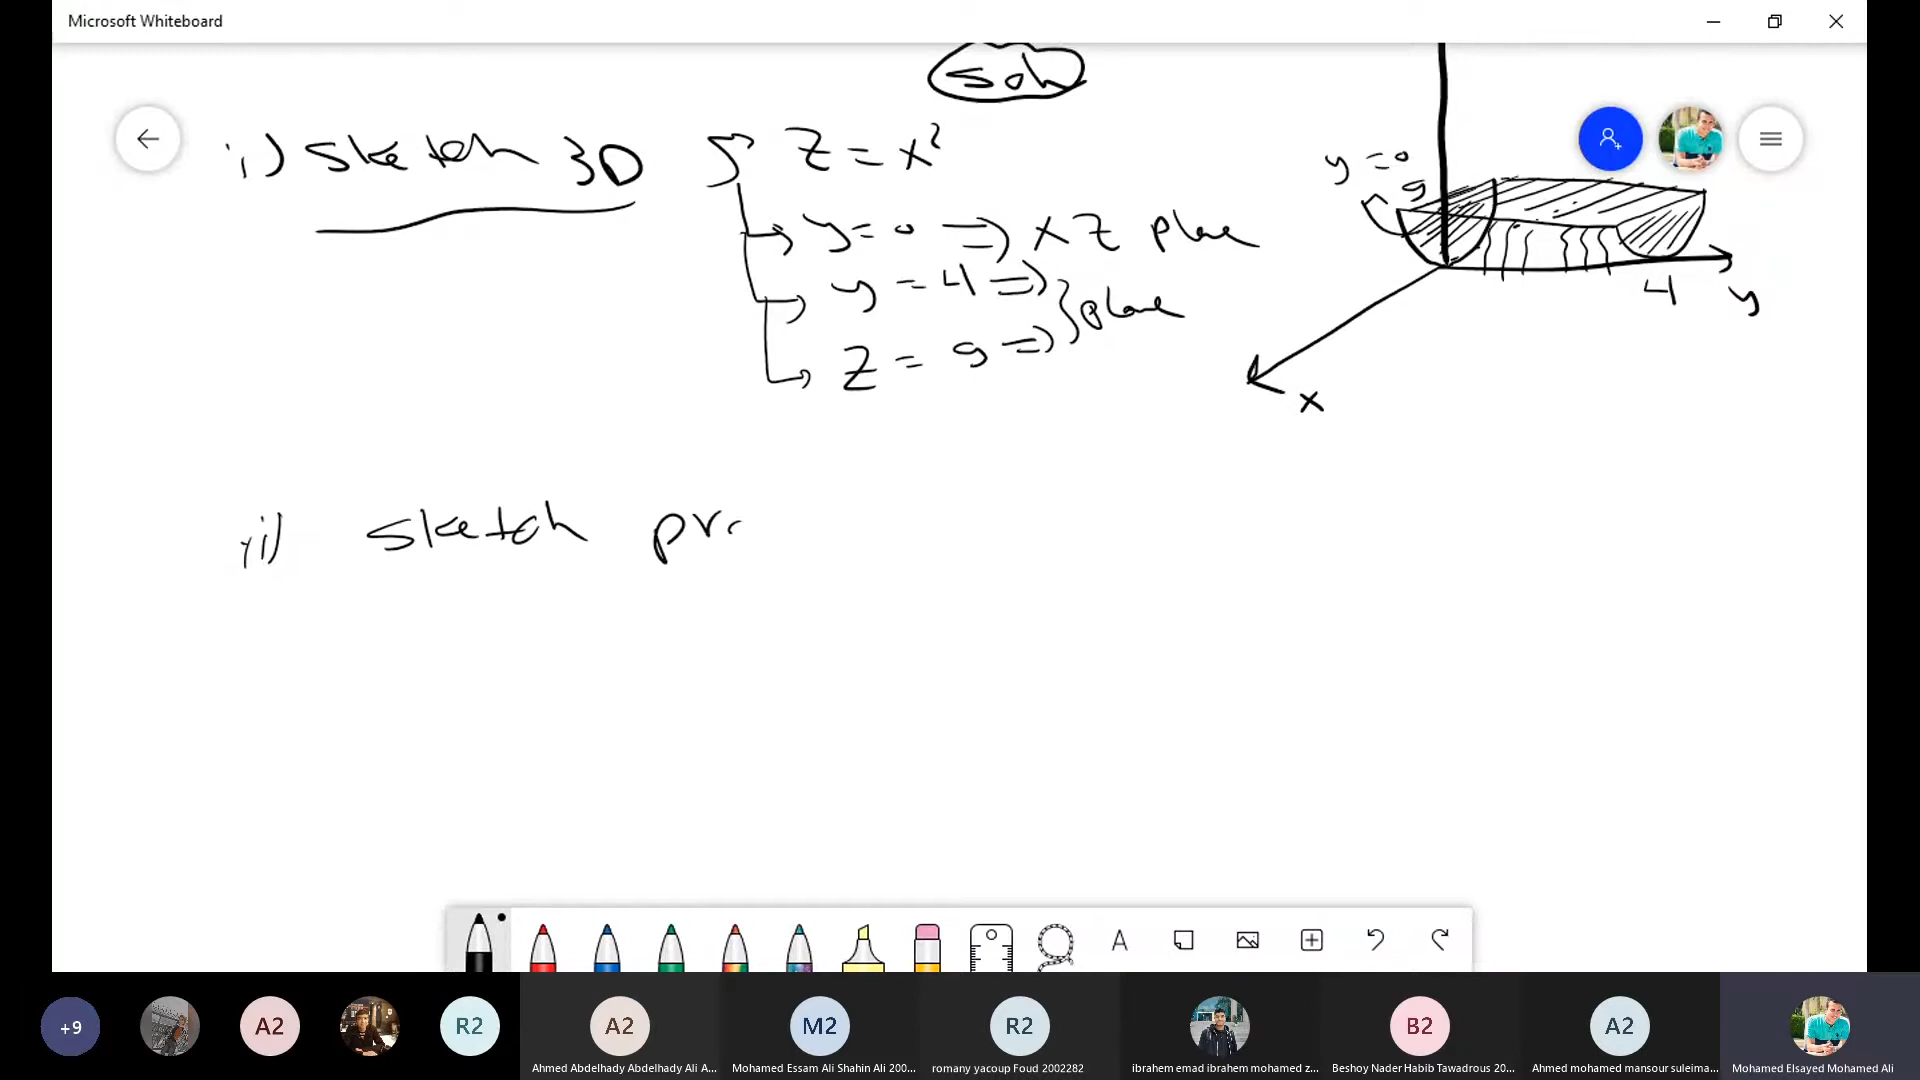 Microsoft Whiteboard
soln
i) sketch 3D z = x²
y = 0 ⇒ xz plane
y = 4 ⇒
plane
z = 9 ⇒
y = 0
9
4
y
x
ii) sketch pro
A
+9
A2
R2
A2
M2
R2
B2
A2
Ahmed Abdelhady Abdelhady Ali A...
Mohamed Essam Ali Shahin Ali 200...
romany yacoup Foud 2002282
ibrahem emad ibrahem mohamed z...
Beshoy Nader Habib Tawadrous 20...
Ahmed mohamed mansour suleima...
Mohamed Elsayed Mohamed Ali